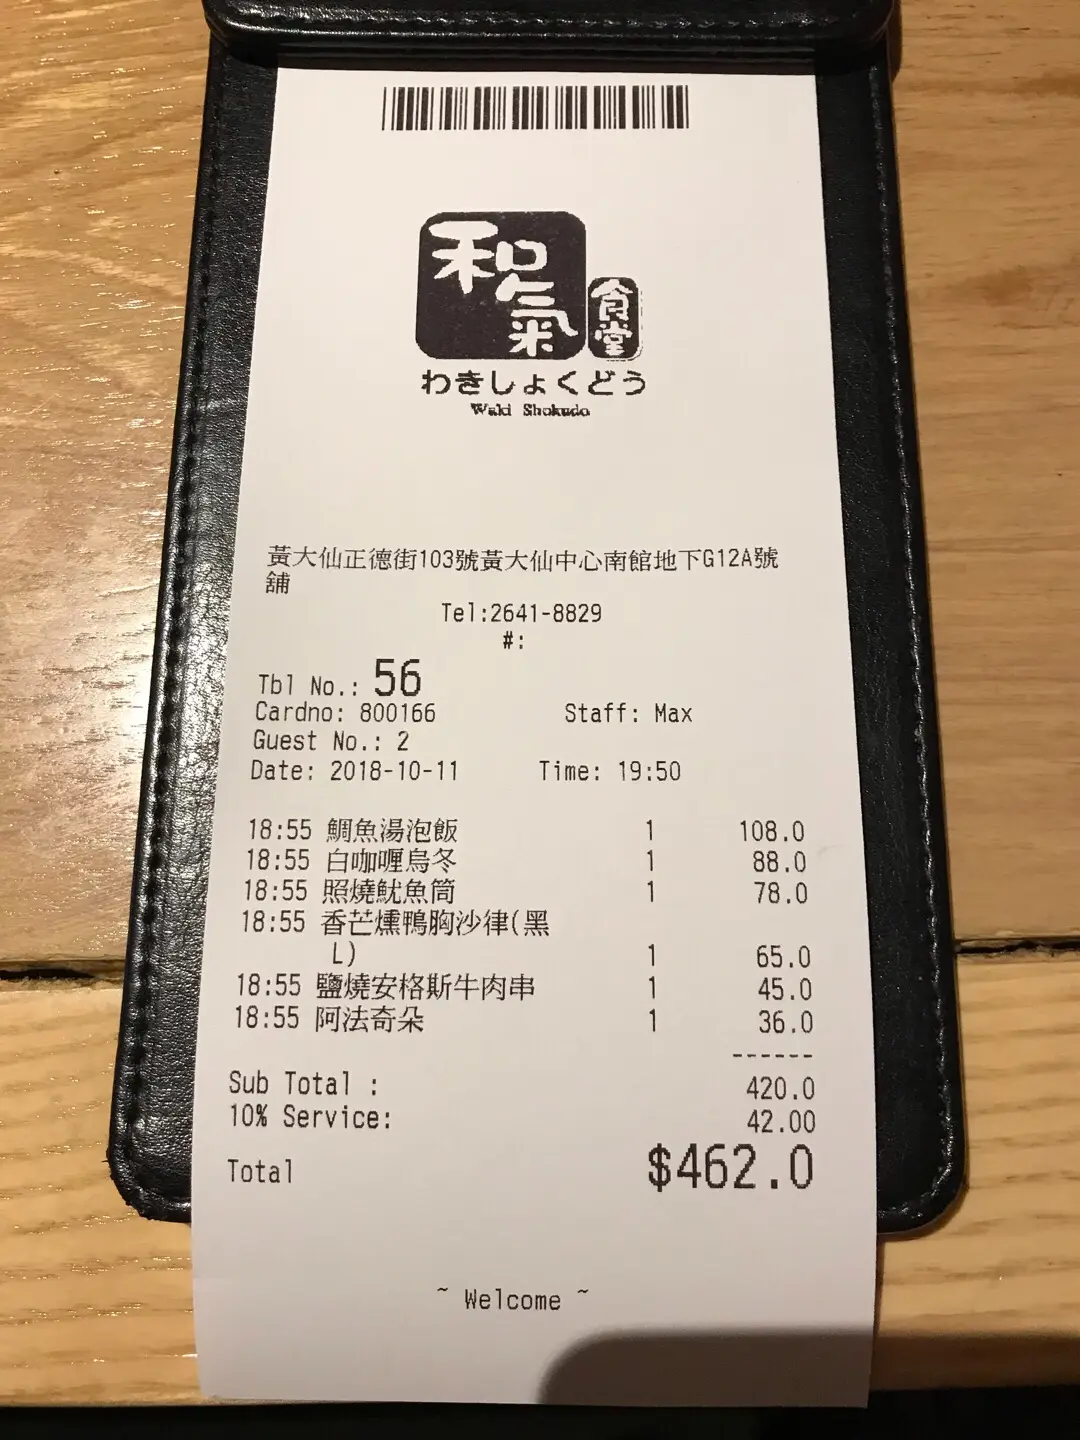 和氣
食堂
わきしょくどう
Waki Shokudo
黃大仙正德街103號黃大仙中心南館地下G12A號
舖
Tel:2641-8829
#:
Tbl No.: 56
Cardno: 800166 Staff: Max
Guest No.: 2
Date: 2018-10-11 Time: 19:50
18:55 鯛魚湯泡飯 1 108.0
18:55 白咖喱烏冬 1 88.0
18:55 照燒魷魚筒 1 78.0
18:55 香芒燻鴨胸沙律(黑
L) 1 65.0
18:55 鹽燒安格斯牛肉串 1 45.0
18:55 阿法奇朵 1 36.0
------
Sub Total : 420.0
10% Service: 42.00
Total $462.0
~ Welcome ~